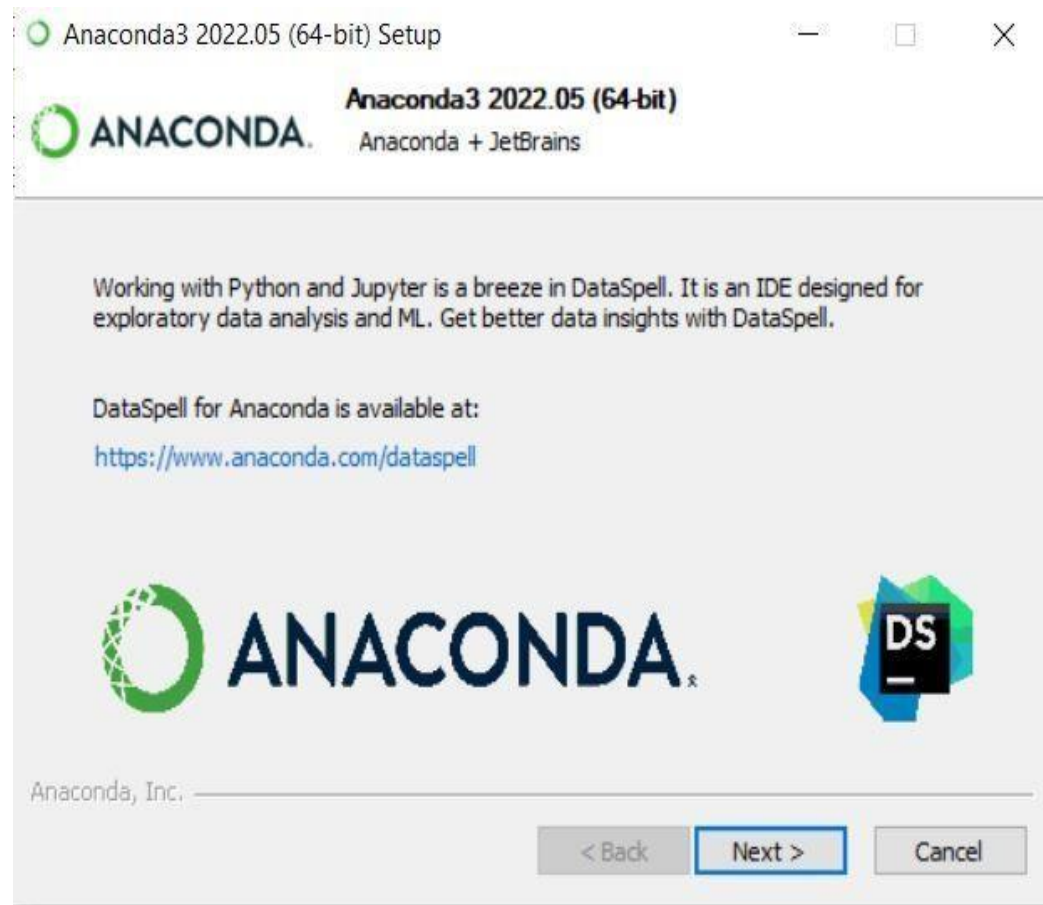 Anaconda3 2022.05 (64-bit) Setup
ANACONDA.
Anaconda3 2022.05 (64-bit)
Anaconda + JetBrains
Working with Python and Jupyter is a breeze in DataSpell. It is an IDE designed for
exploratory data analysis and ML. Get better data insights with DataSpell.
DataSpell for Anaconda is available at:
https://www.anaconda.com/dataspell
ANACONDA.
DS
Anaconda, Inc.
< Back
Next >
Cancel